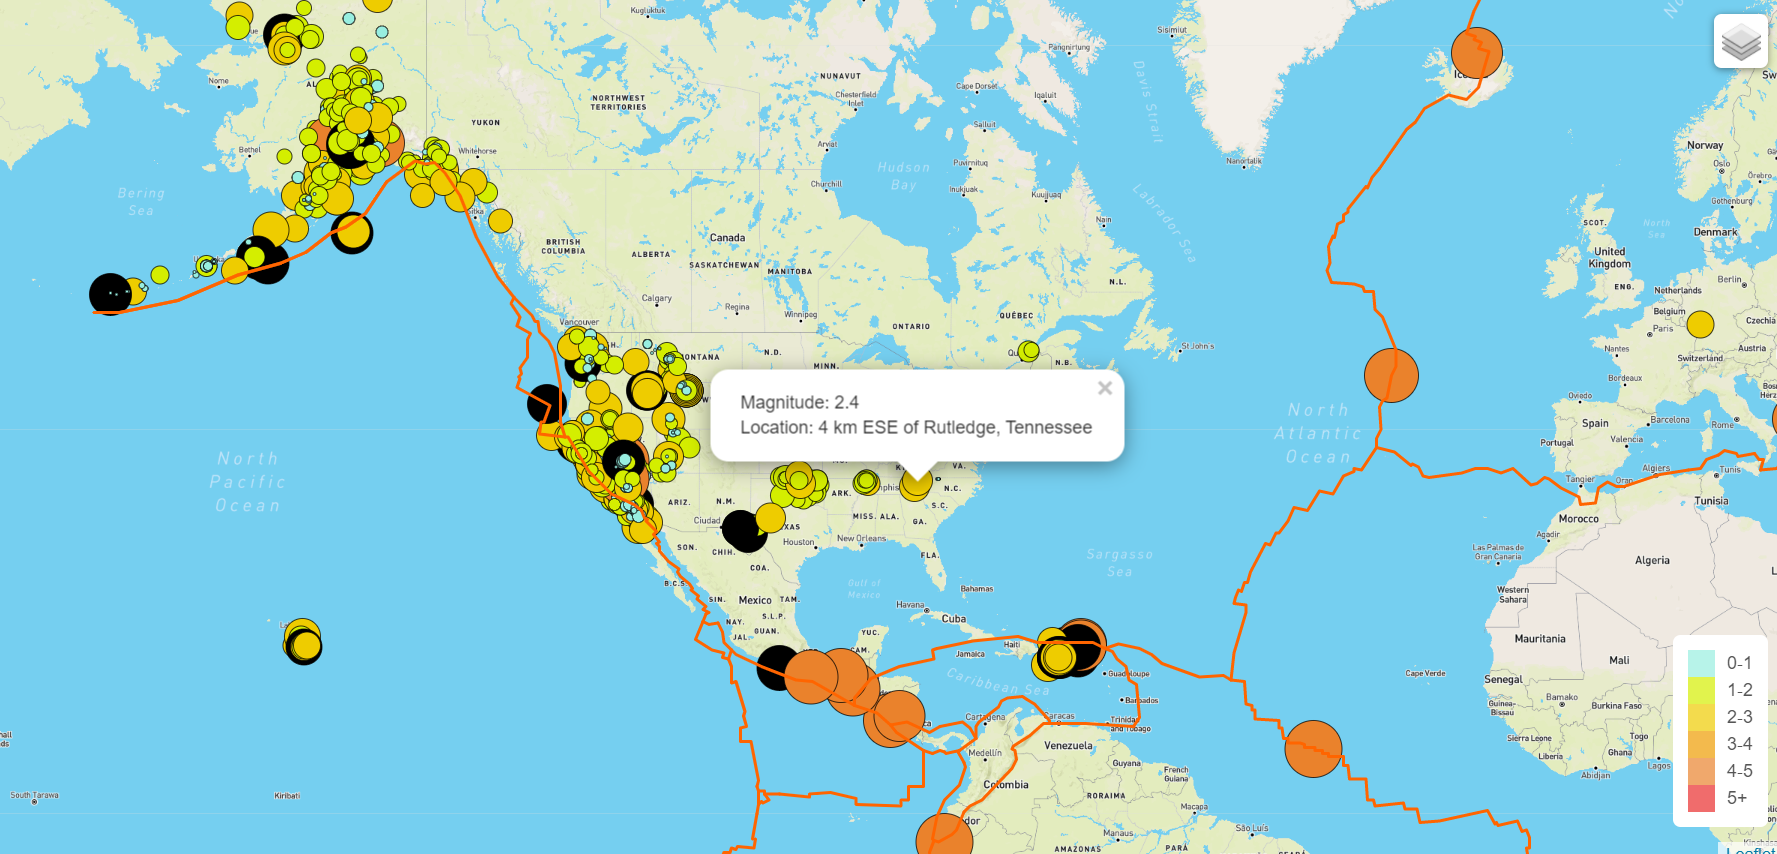 Magnitude: 2.4
Location: 4 km ESE of Rutledge, Tennessee
×
0-1
1-2
2-3
3-4
4-5
5+
Kugluktuk
Sisimiut
Pangnirtung
Nome
NUNAVUT
Cape Dorset
Iqaluit
Chesterfield
Inlet
NORTHWEST
TERRITORIES
Davis Strait
YUKON
Salluit
Bethel
Whitehorse
Arviat
Nanortalik
Norway
Oslo
Örebro
Puvirnituq
Hudson
Bay
Churchill
Inukjuak
Kuujjuaq
Labrador Sea
Bering
Sea
Sitka
Nain
Gothenburg
SCOT.
North
Sea
Denmark
Canada
BRITISH
COLUMBIA
ALBERTA
SASKATCHEWAN
MANITOBA
United
Kingdom
N.L.
ENG.
Berlin
Netherlands
Calgary
Regina
Winnipeg
ONTARIO
QUÉBEC
Belgium
Paris
Czechia
Vancouver
St John's
N.B.
N.D.
MINN.
Nantes
Switzerland
Austria
Bordeaux
Oviedo
North
Atlantic
Ocean
Spain
Barcelona
Portugal
Valencia
Rome
North
Pacific
Ocean
VA.
N.C.
S.C.
ARK.
ARIZ.
N.M.
Algiers
Tunis
Tangier
Oran
Tunisia
MISS.
ALA.
GA.
Ciudad
Morocco
Agadir
Houston
New Orleans
SON.
CHIH.
FLA.
COA.
Sargasso
Sea
Las Palmas de
Gran Canaria
Algeria
B.C.S.
Gulf of
Mexico
Bahamas
Western
Sahara
SIN.
Mexico
TAM.
Havana
Cuba
S.L.P.
NAY.
GUAN.
JAL.
YUC.
CAM.
Haiti
Jamaica
Mauritania
Mali
Guadeloupe
Caribbean Sea
Cape Verde
Senegal
Barbados
Guinea-
Bissau
Bamako
Burkina Faso
Cartagena
Caracas
Trinidad
and Tobago
Sierra Leone
Togo
Ghana
Liberia
Medellín
Venezuela
Guyana
French
Guiana
Abidjan
Lagos
Colombia
South Tarawa
Kiribati
RORAIMA
Macapá
São Luís
Manaus
AMAZONAS
PARÁ
CEARÁ
Leaflet